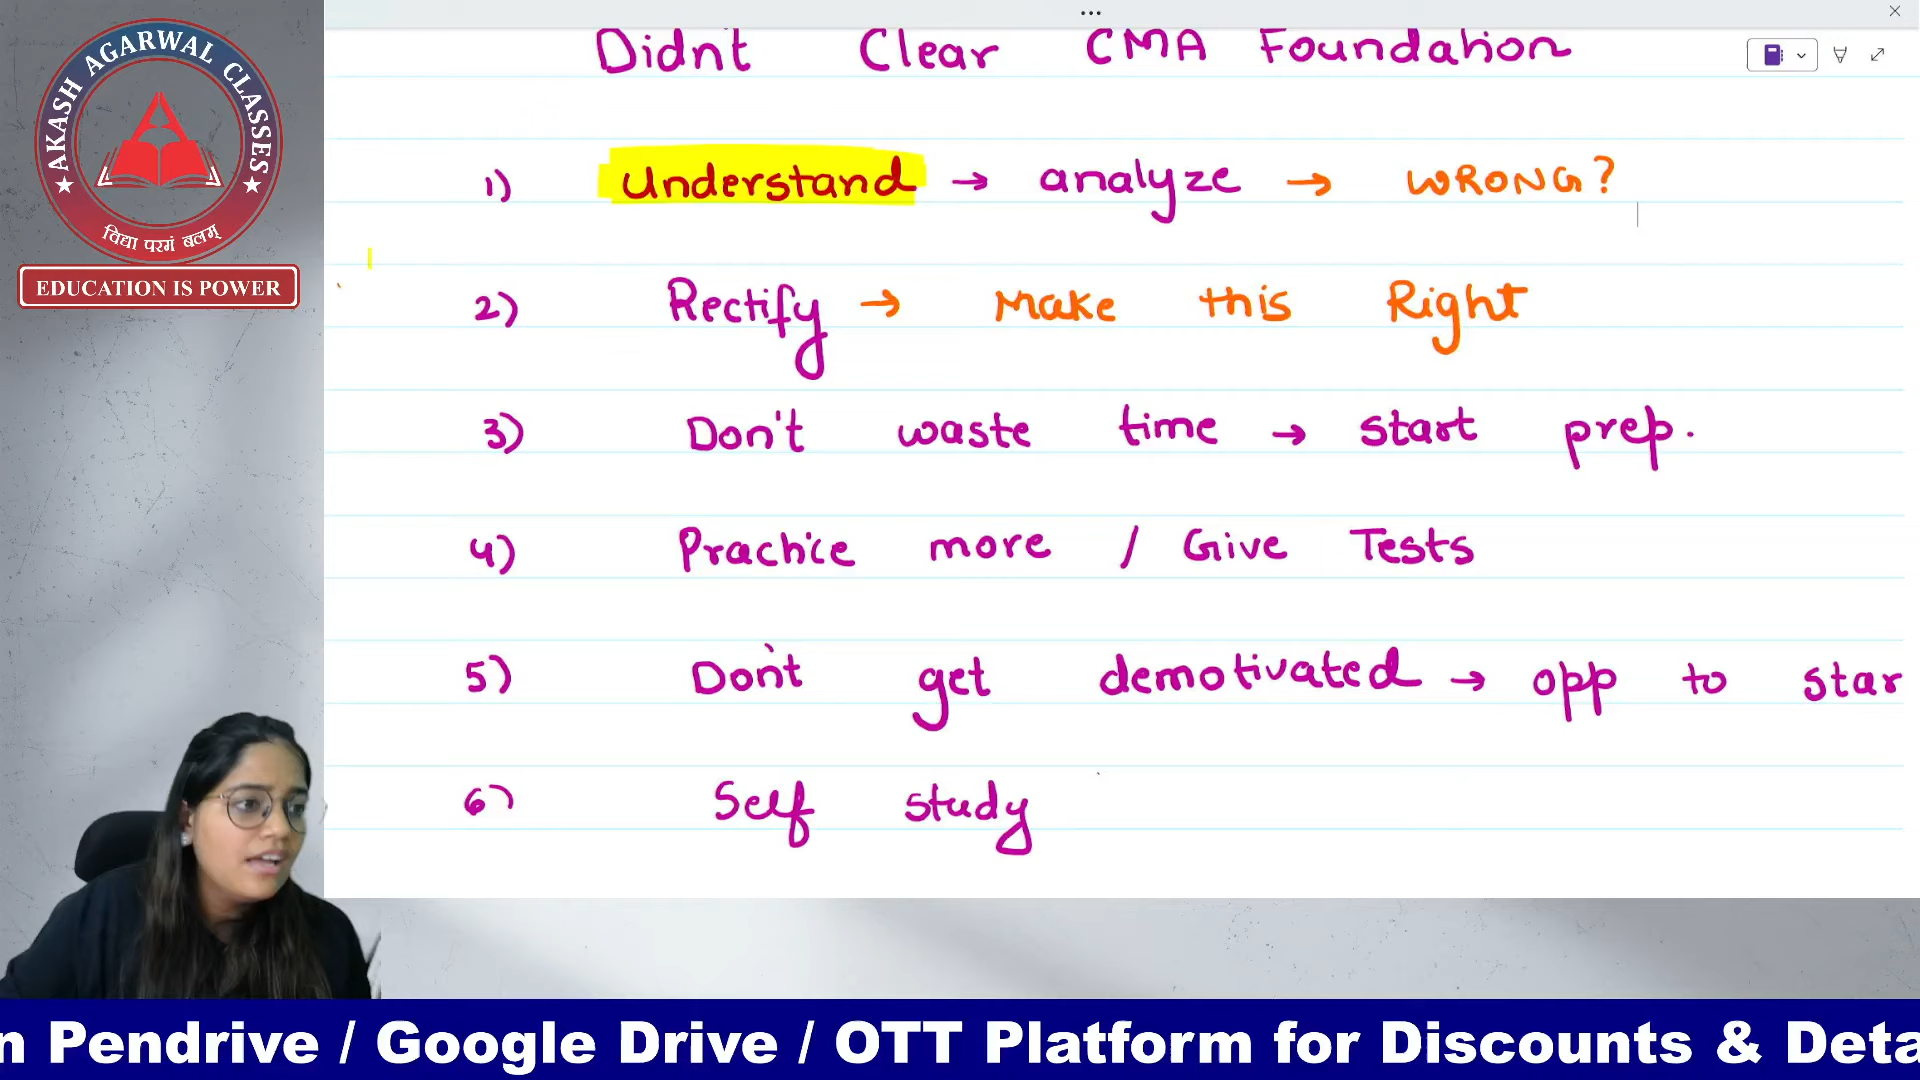 AKASH AGARWAL CLASSES
विद्या परमं बलम्
EDUCATION IS POWER
Didn't Clear CMA Foundation
1) Understand → analyze → WRONG?
2) Rectify → Make this Right
3) Don't waste time → start prep.
4) Practice more / Give Tests
5) Don't get demotivated → opp to star
6) Self study
n Pendrive / Google Drive / OTT Platform for Discounts & Deta